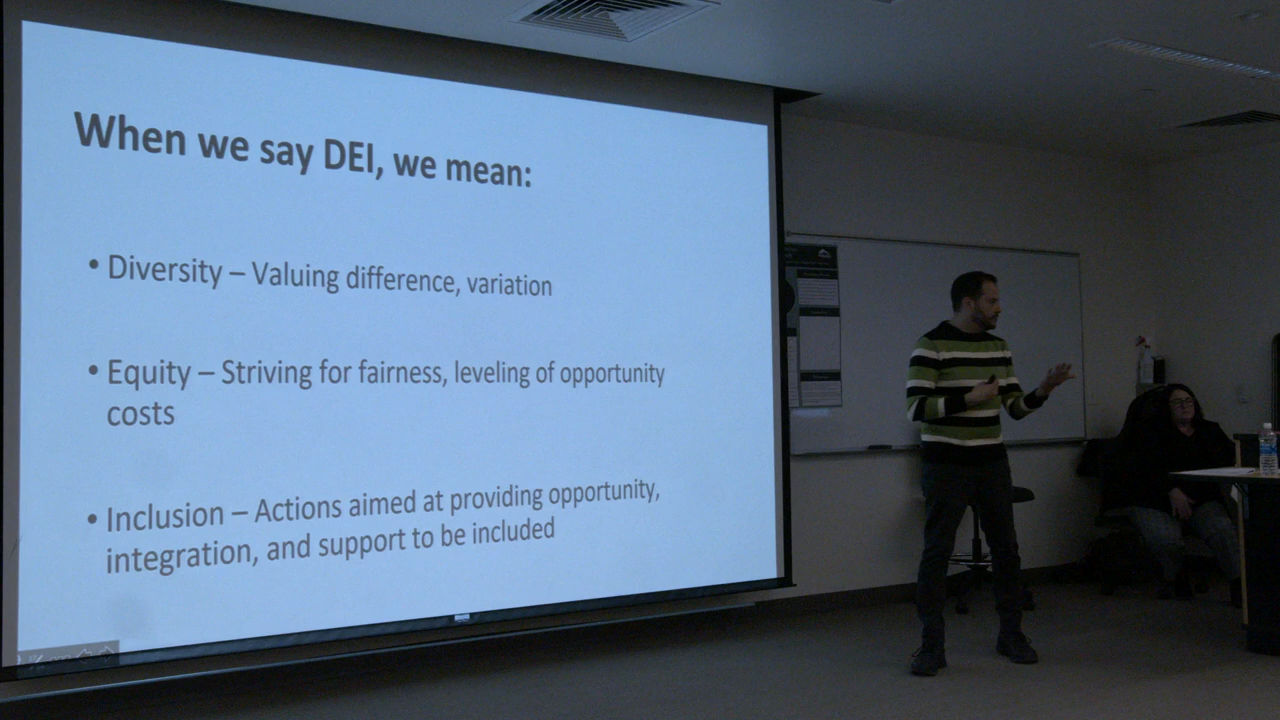 When we say DEI, we mean:
• Diversity – Valuing difference, variation
• Equity – Striving for fairness, leveling of opportunity
costs
• Inclusion – Actions aimed at providing opportunity,
integration, and support to be included